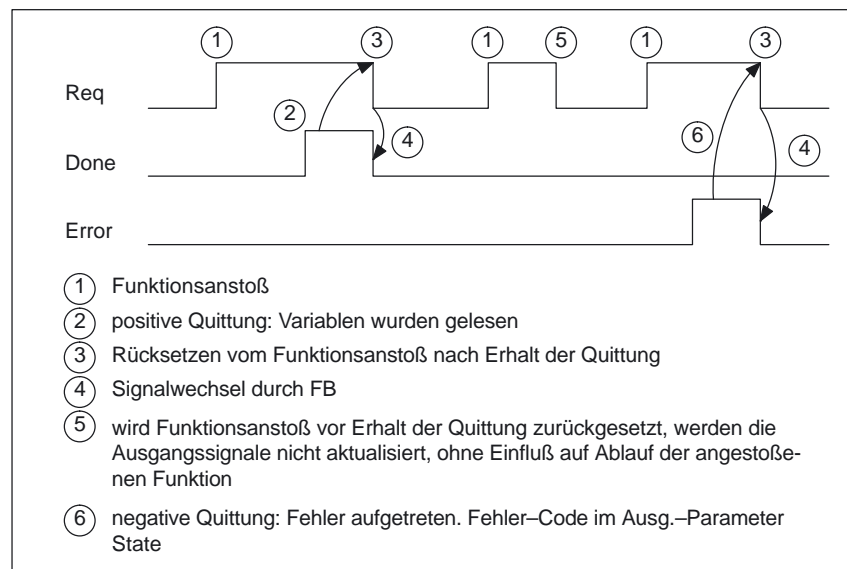 1 3 1 5 1 3
Req
2 4 6 4
Done
Error
1 Funktionsanstoß
2 positive Quittung: Variablen wurden gelesen
3 Rücksetzen vom Funktionsanstoß nach Erhalt der Quittung
4 Signalwechsel durch FB
5 wird Funktionsanstoß vor Erhalt der Quittung zurückgesetzt, werden die
Ausgangssignale nicht aktualisiert, ohne Einfluß auf Ablauf der angestoße-
nen Funktion
6 negative Quittung: Fehler aufgetreten. Fehler–Code im Ausg.–Parameter
State